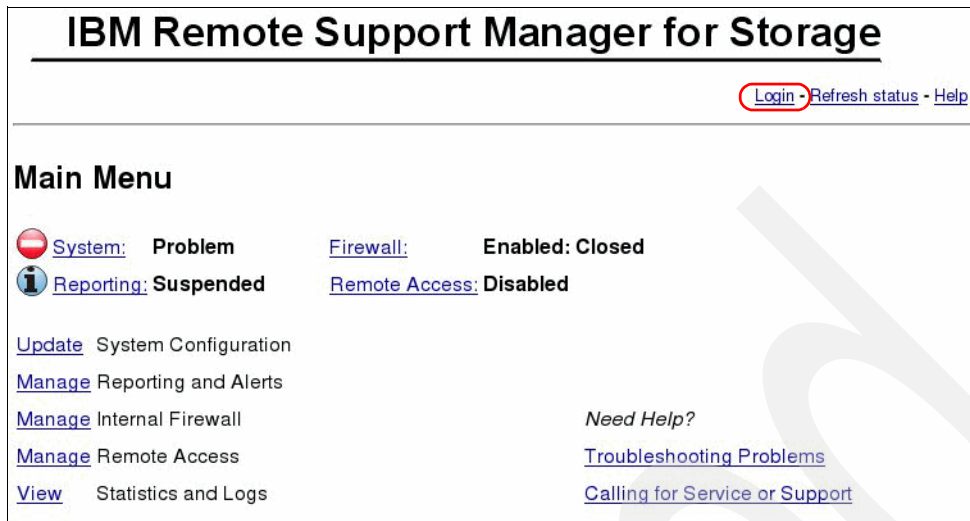 IBM Remote Support Manager for Storage
Login - Refresh status - Help
Main Menu
System: Problem Firewall: Enabled: Closed
Reporting: Suspended Remote Access: Disabled
Update System Configuration
Manage Reporting and Alerts
Manage Internal Firewall Need Help?
Manage Remote Access Troubleshooting Problems
View Statistics and Logs Calling for Service or Support